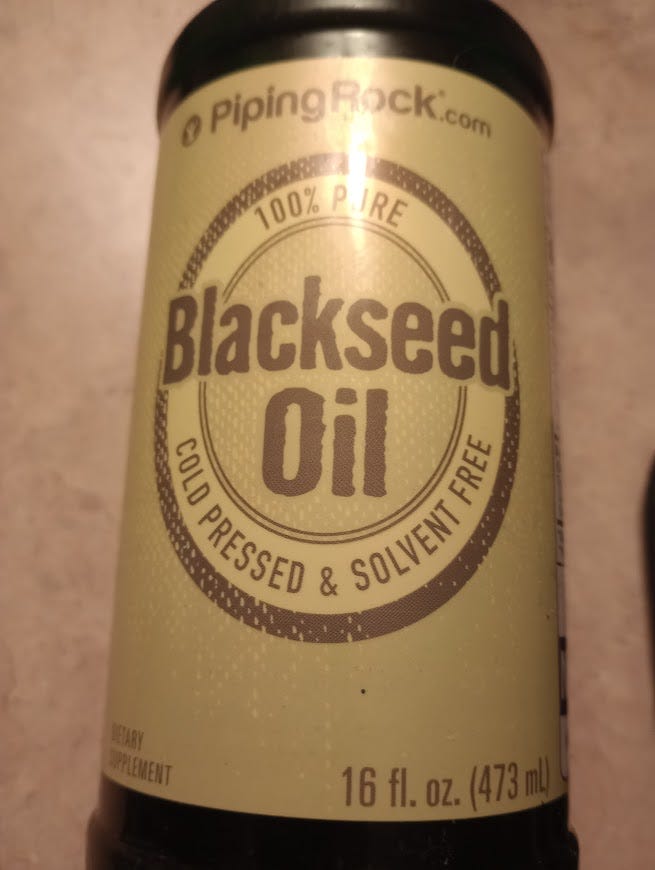 PipingRock.com
100% PURE
Blackseed
Oil
COLD PRESSED & SOLVENT FREE
DIETARY
SUPPLEMENT
16 fl. oz. (473 mL)